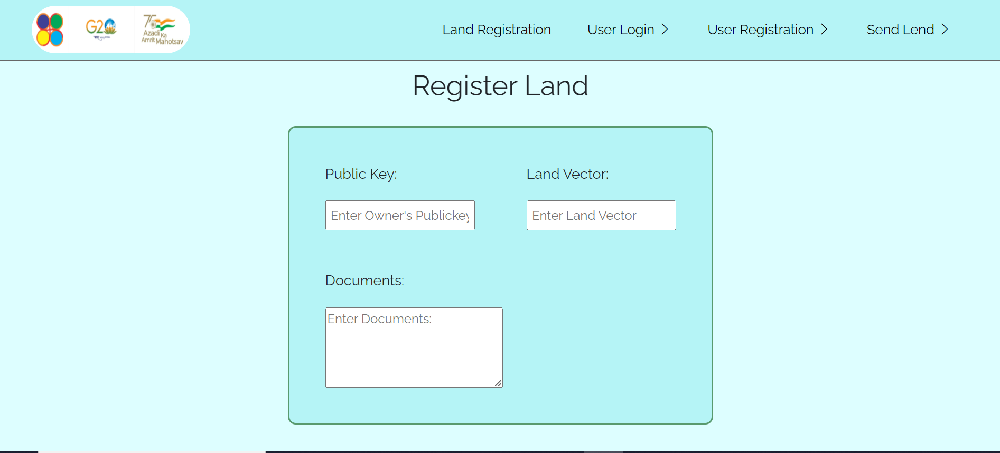 G20
75
Azadi
Ka
Amrit Mahotsav
Land Registration
User Login
User Registration
Send Lend
Register Land
Public Key:
Land Vector:
Enter Owner's Publickey
Enter Land Vector
Documents:
Enter Documents: